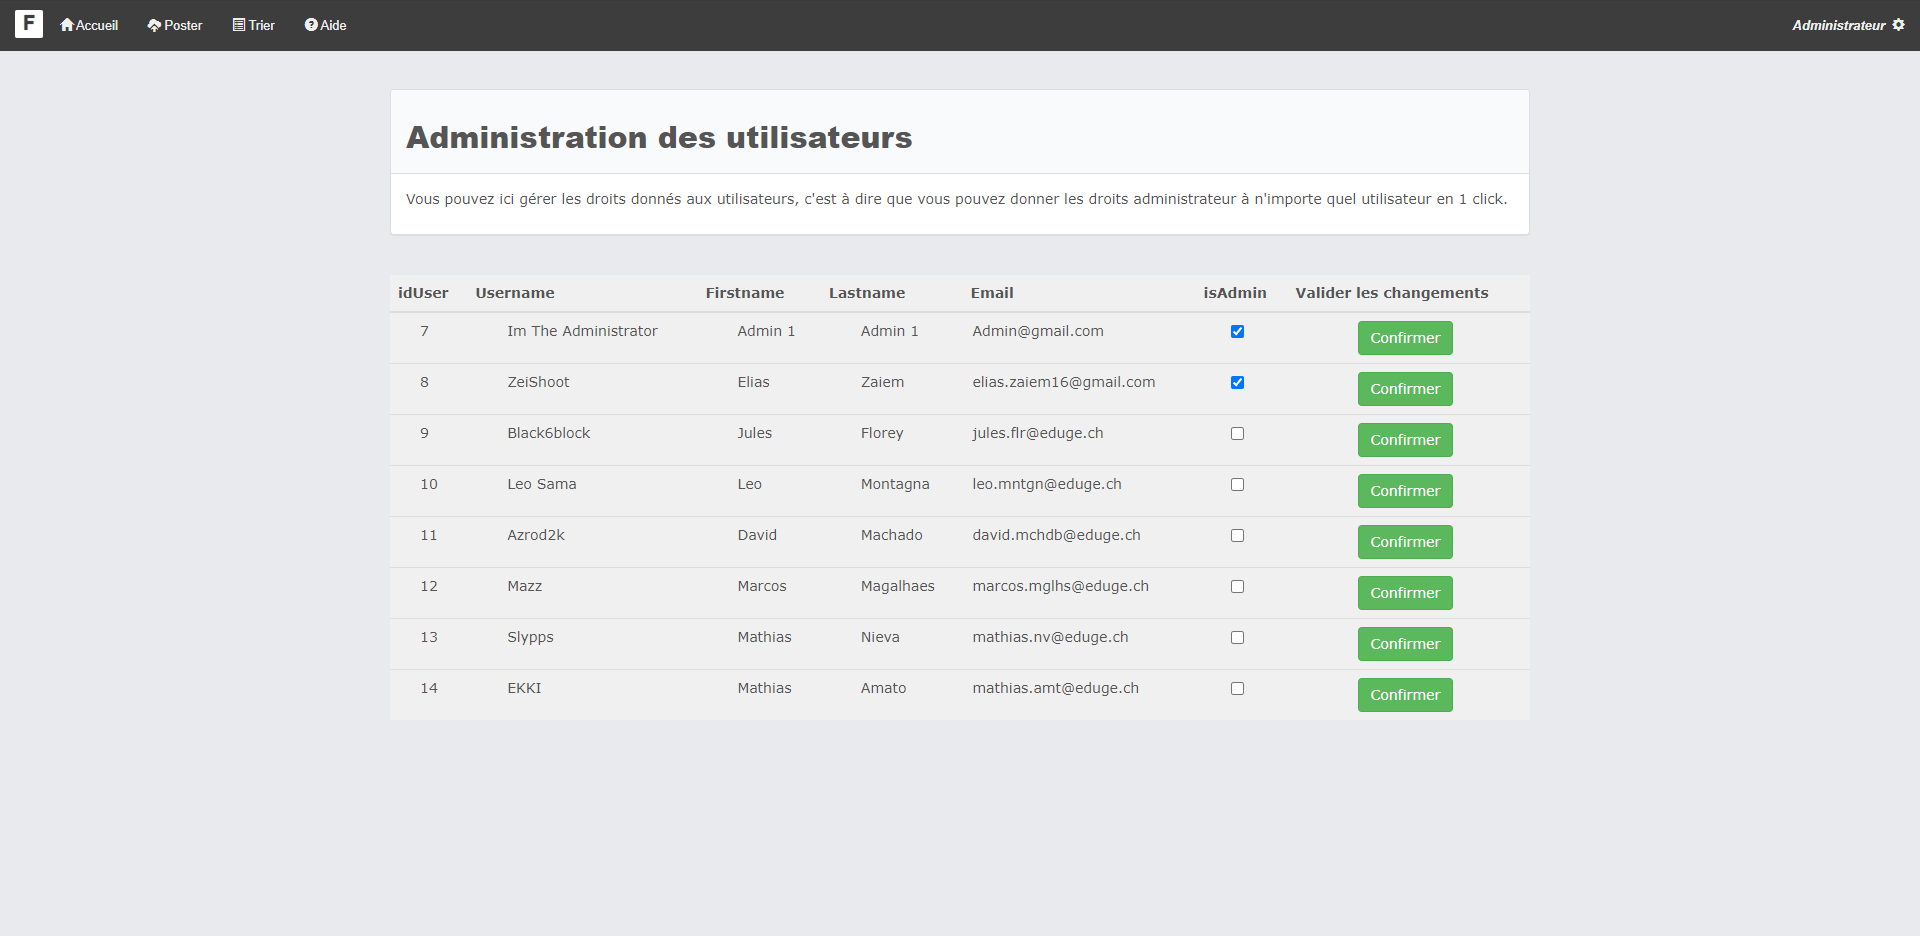 F Accueil Poster Trier Aide Administrateur
Administration des utilisateurs
Vous pouvez ici gérer les droits donnés aux utilisateurs, c'est à dire que vous pouvez donner les droits administrateur à n'importe quel utilisateur en 1 click.
idUser Username Firstname Lastname Email isAdmin Valider les changements
7 Im The Administrator Admin 1 Admin 1 Admin@gmail.com Confirmer
8 ZeiShoot Elias Zaiem elias.zaiem16@gmail.com Confirmer
9 Black6block Jules Florey jules.flr@eduge.ch Confirmer
10 Leo Sama Leo Montagna leo.mntgn@eduge.ch Confirmer
11 Azrod2k David Machado david.mchdb@eduge.ch Confirmer
12 Mazz Marcos Magalhaes marcos.mglhs@eduge.ch Confirmer
13 Slypps Mathias Nieva mathias.nv@eduge.ch Confirmer
14 EKKI Mathias Amato mathias.amt@eduge.ch Confirmer